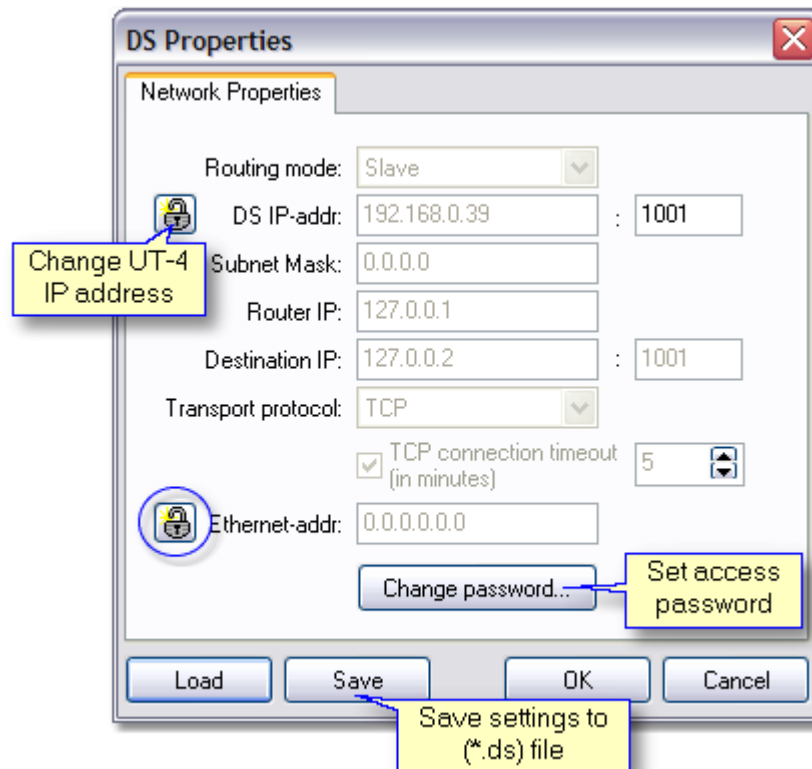 DS Properties
Network Properties
Routing mode: Slave
DS IP-addr: 192.168.0.39 : 1001
Change UT-4
IP address
Subnet Mask: 0.0.0.0
Router IP: 127.0.0.1
Destination IP: 127.0.0.2 : 1001
Transport protocol: TCP
TCP connection timeout
(in minutes)
5
Ethernet-addr: 0.0.0.0.0.0
Change password...
Set access
password
Load Save OK Cancel
Save settings to
(*.ds) file